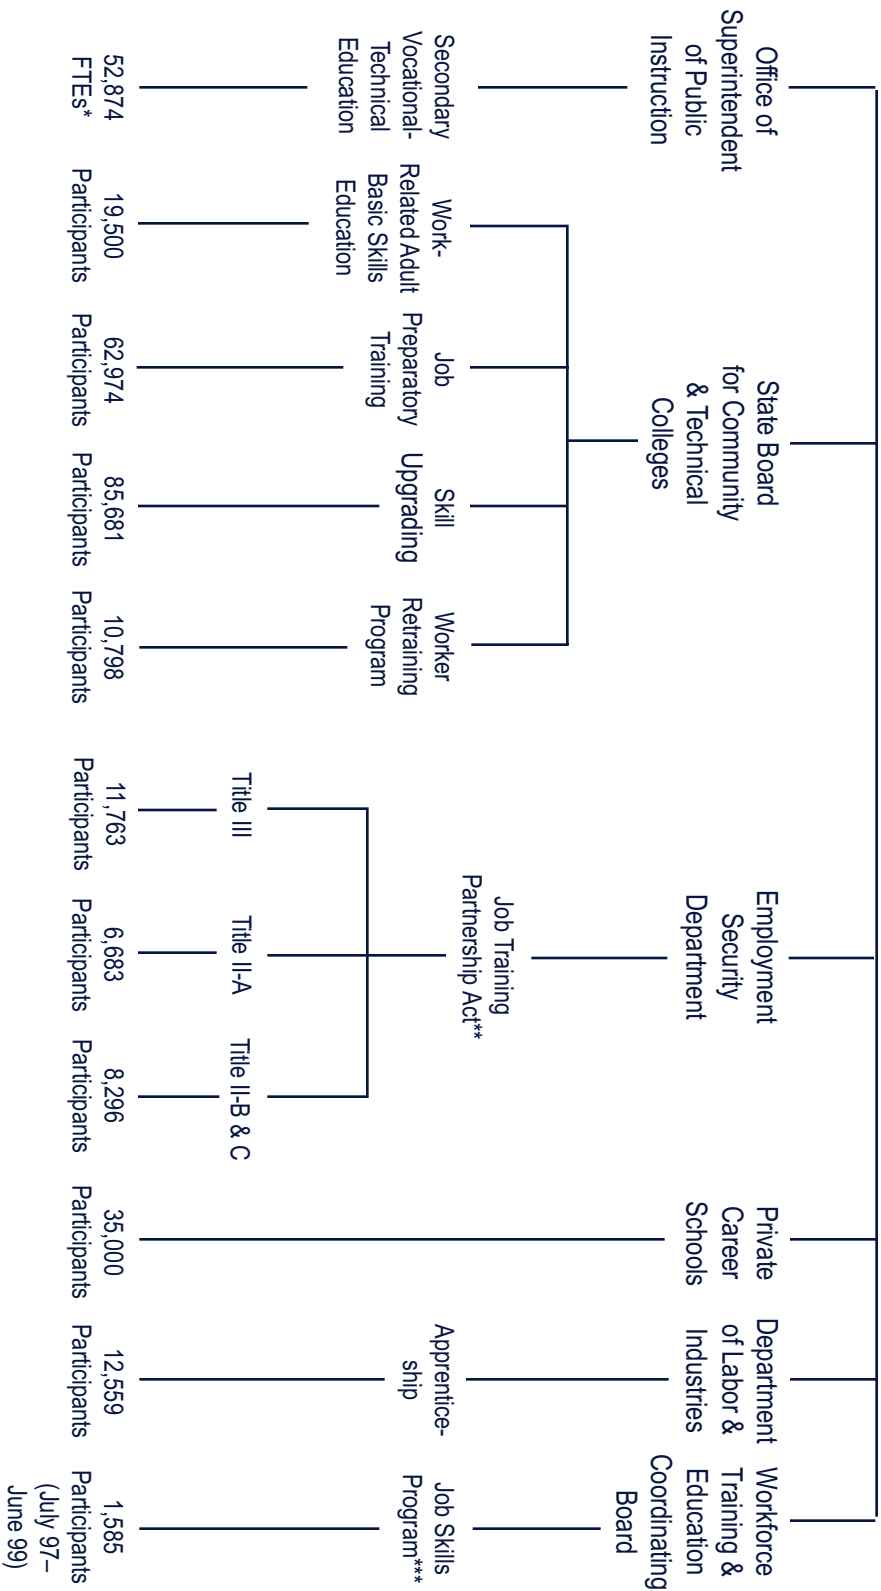 Office of
Superintendent
of Public
Instruction
State Board
for Community
& Technical
Colleges
Employment
Security
Department
Private
Career
Schools
Department
of Labor &
Industries
Workforce
Training &
Education
Coordinating
Board
Job Training
Partnership Act**
Secondary
Vocational-
Technical
Education
Work-
Related Adult
Basic Skills
Education
Job
Preparatory
Training
Skill
Upgrading
Worker
Retraining
Program
Apprentice-
ship
Job Skills
Program***
Title III
Title II-A
Title II-B & C
52,874
FTEs*
19,500
Participants
62,974
Participants
85,681
Participants
10,798
Participants
11,763
Participants
6,683
Participants
8,296
Participants
35,000
Participants
12,559
Participants
1,585
Participants
(July 97–
June 99)